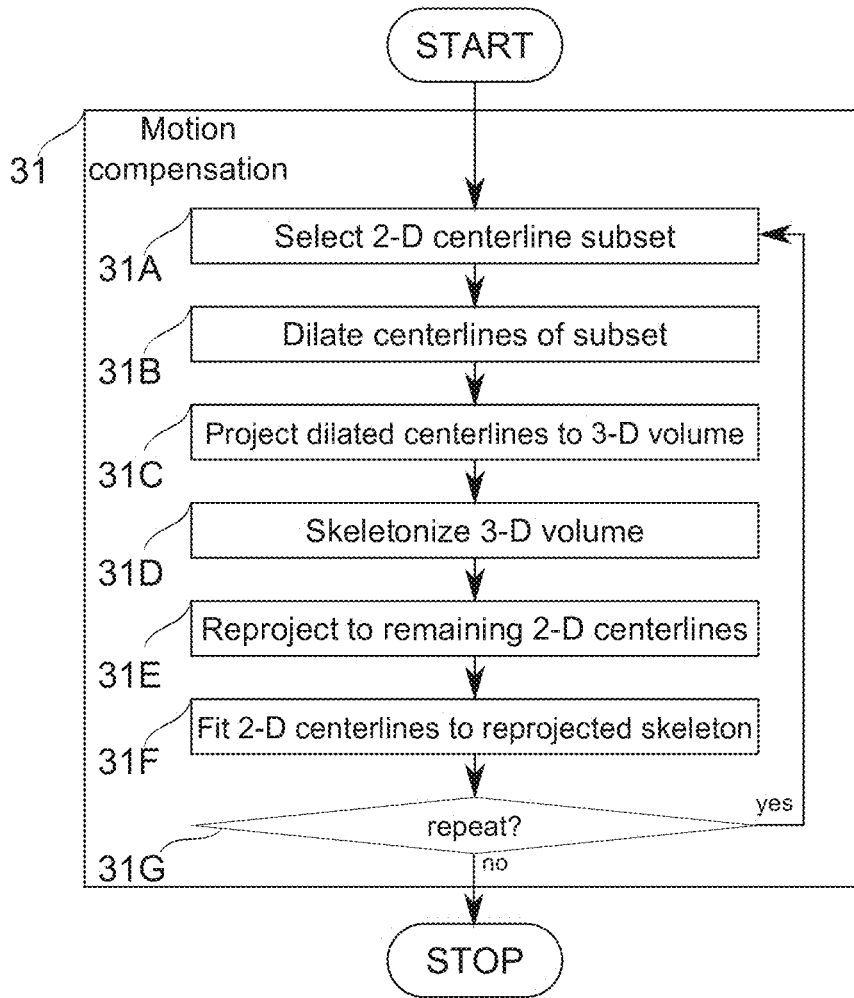 START
Motion
compensation
31
Select 2-D centerline subset
31A
Dilate centerlines of subset
31B
Project dilated centerlines to 3-D volume
31C
Skeletonize 3-D volume
31D
Reproject to remaining 2-D centerlines
31E
Fit 2-D centerlines to reprojected skeleton
31F
repeat?
yes
31G
no
STOP